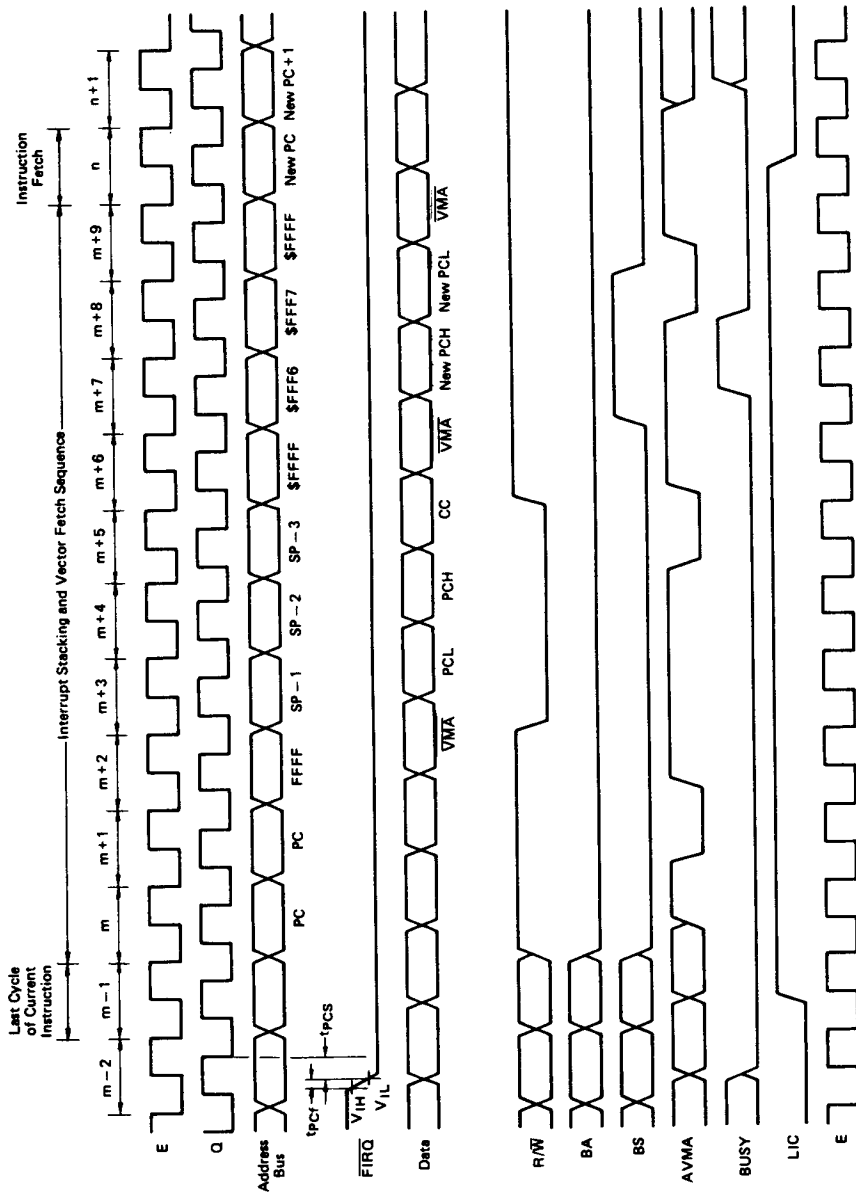 Last Cycle
of Current
Instruction
Interrupt Stacking and Vector Fetch Sequence
Instruction
Fetch
m-2
m-1
m
m+1
m+2
m+3
m+4
m+5
m+6
m+7
m+8
m+9
n
n+1
E
Q
Address
Bus
PC
PC
FFFF
SP-1
SP-2
SP-3
$FFFF
$FFF6
$FFF7
$FFFF
New PC
New PC+1
tPCf
tPCS
VIH
VIL
FIRQ
Data
VMA
PCL
PCH
CC
VMA
New PCH
New PCL
VMA
R/W
BA
BS
AVMA
BUSY
LIC
E